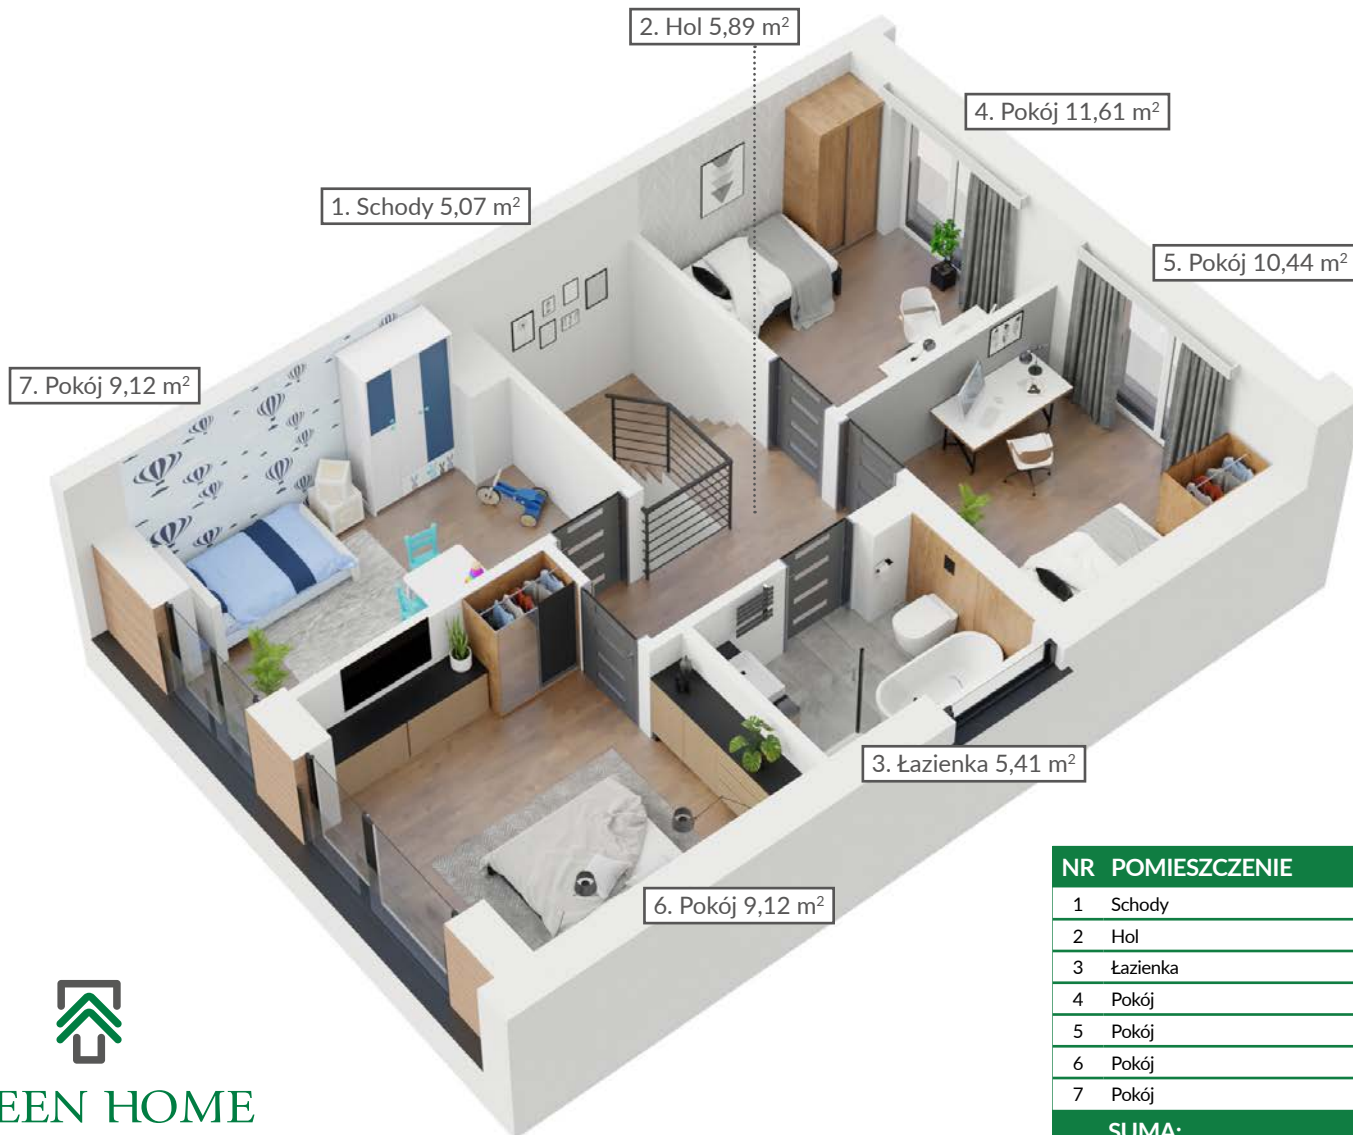 2. Hol 5,89 m²
4. Pokój 11,61 m²
1. Schody 5,07 m²
5. Pokój 10,44 m²
7. Pokój 9,12 m²
3. Łazienka 5,41 m²
6. Pokój 9,12 m²
NR POMIESZCZENIE
1 Schody
2 Hol
3 Łazienka
4 Pokój
5 Pokój
6 Pokój
7 Pokój
SUMA:
EEN HOME